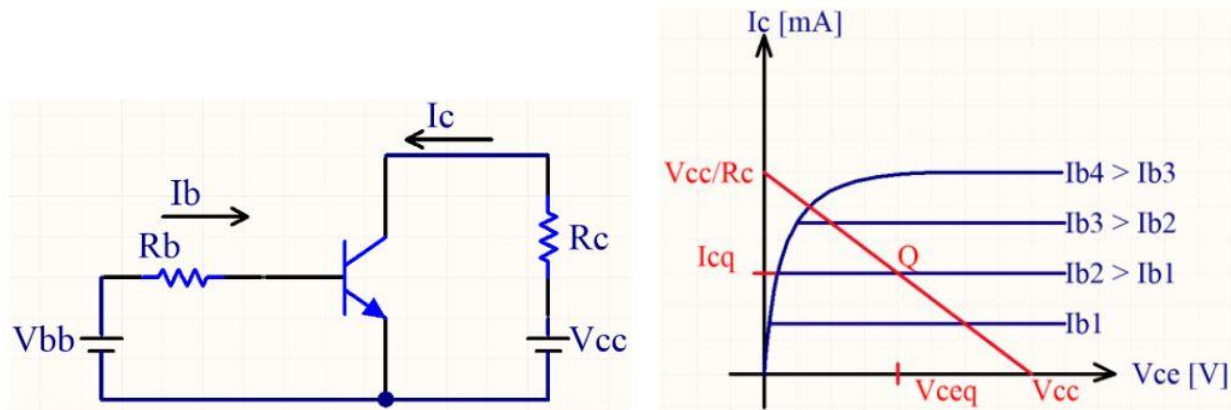 Ic
Ib
Rb
Rc
Vbb
Vcc
Ic [mA]
Vcc/Rc
Ib4 > Ib3
Ib3 > Ib2
Icq
Q
Ib2 > Ib1
Ib1
Vce [V]
Vceq
Vcc